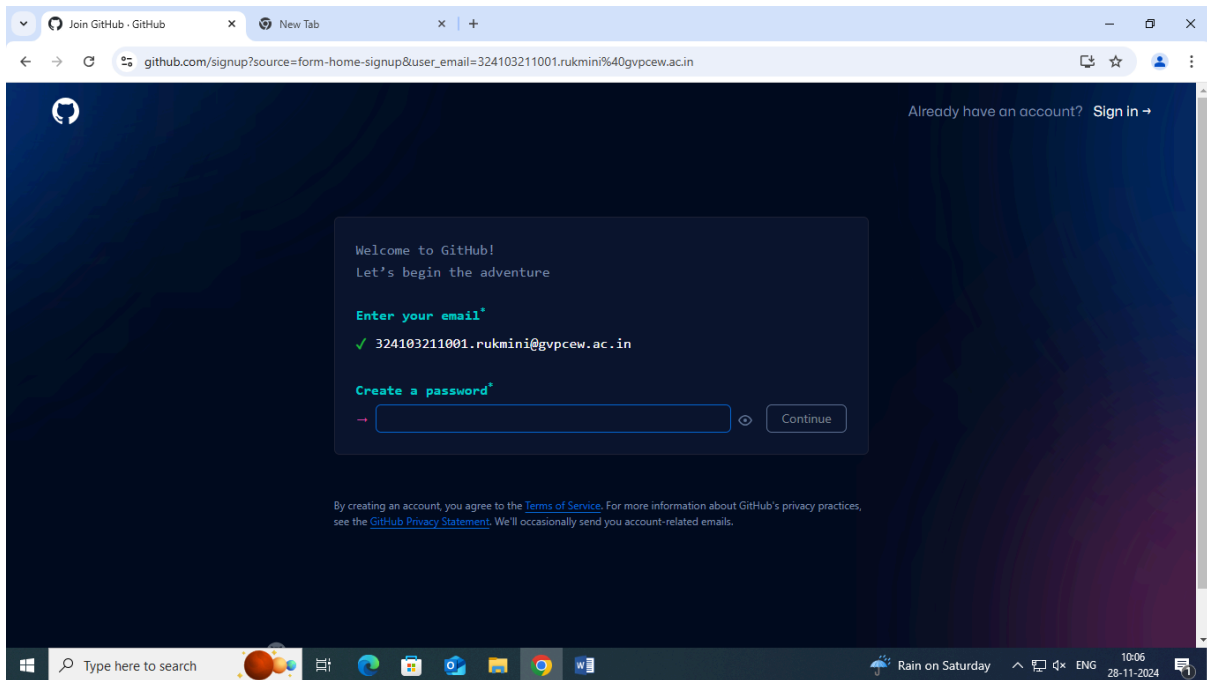 Join GitHub · GitHub
New Tab
github.com/signup?source=form-home-signup&user_email=324103211001.rukmini%40gvpcew.ac.in
Already have an account? Sign in →
Welcome to GitHub!
Let's begin the adventure
Enter your email*
✓ 324103211001.rukmini@gvpcew.ac.in
Create a password*
→
Continue
By creating an account, you agree to the Terms of Service. For more information about GitHub's privacy practices,
see the GitHub Privacy Statement. We'll occasionally send you account-related emails.
Type here to search
Rain on Saturday
ENG
10:06
28-11-2024
1